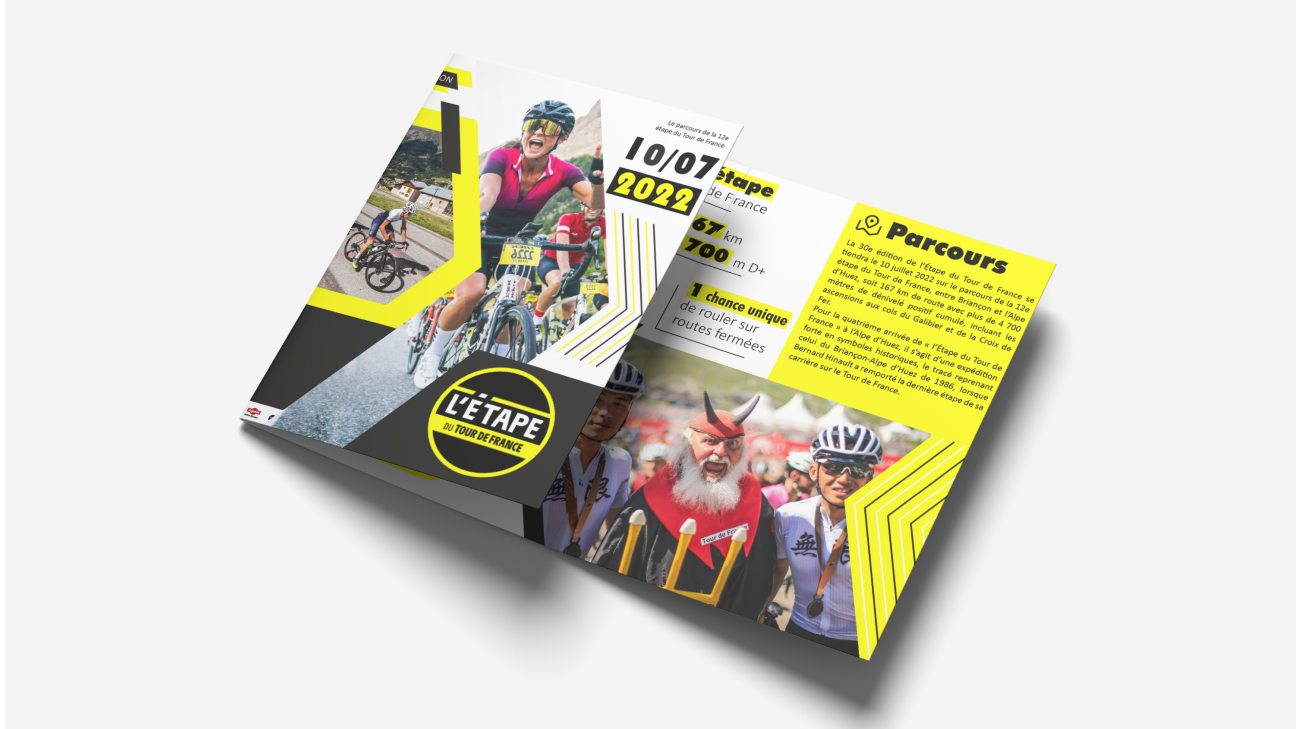 ON
Le parcours de la 12e
étape du Tour de France
10/07
2022
L'ÉTAPE
DU TOUR DE FRANCE
étape
de France
67 km
700 m D+
1 chance unique
de rouler sur
routes fermées
Parcours
La 30e édition de l'Étape du Tour de France se
tiendra le 10 juillet 2022 sur le parcours de la 12e
étape du Tour de France, entre Briançon et l'Alpe
d'Huez, soit 167 km de route avec plus de 4 700
mètres de dénivelé positif cumulé, incluant les
ascensions aux cols du Galibier et de la Croix de
Fer.
Pour la quatrième arrivée de « l'Étape du Tour de
France » à l'Alpe d'Huez, il s'agit d'une expédition
forte en symboles historiques, le tracé reprenant
celui du Briançon-Alpe d'Huez de 1986, lorsque
Bernard Hinault a remporté la dernière étape de sa
carrière sur le Tour de France.
Tour de Fr
無限
無